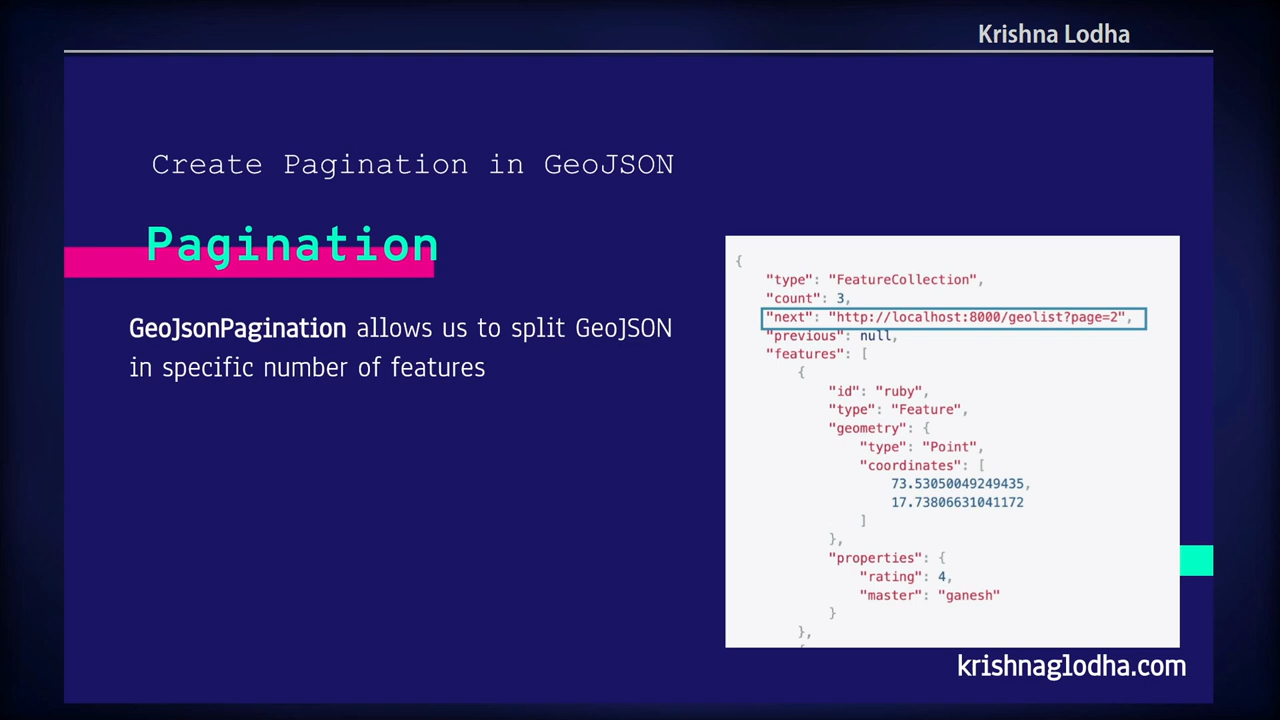 Krishna Lodha
Create Pagination in GeoJSON
Pagination
GeoJsonPagination allows us to split GeoJSON
in specific number of features
{
"type": "FeatureCollection",
"count": 3,
"next": "http://localhost:8000/geolist?page=2",
"previous": null,
"features": [
{
"id": "ruby",
"type": "Feature",
"geometry": {
"type": "Point",
"coordinates": [
73.53050049249435,
17.73806631041172
]
},
"properties": {
"rating": 4,
"master": "ganesh"
}
},
krishnaglodha.com